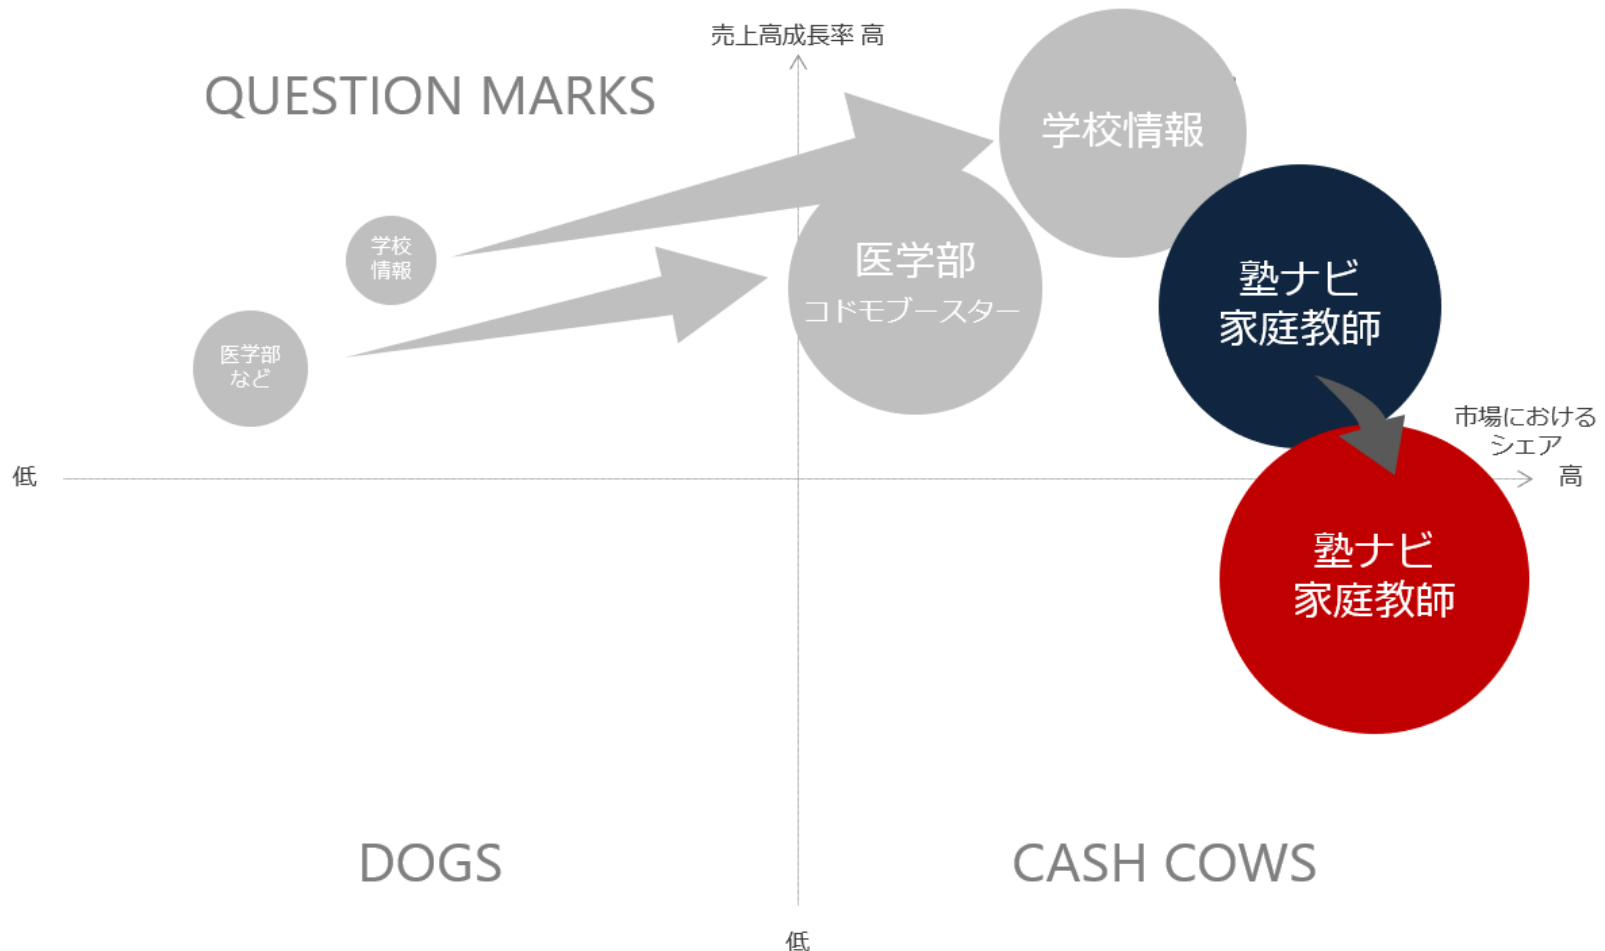 売上高成長率 高
QUESTION MARKS
学校情報
学校
情報
医学部
コドモブースター
塾ナビ
家庭教師
医学部
など
市場における
シェア
低
高
塾ナビ
家庭教師
DOGS
CASH COWS
低